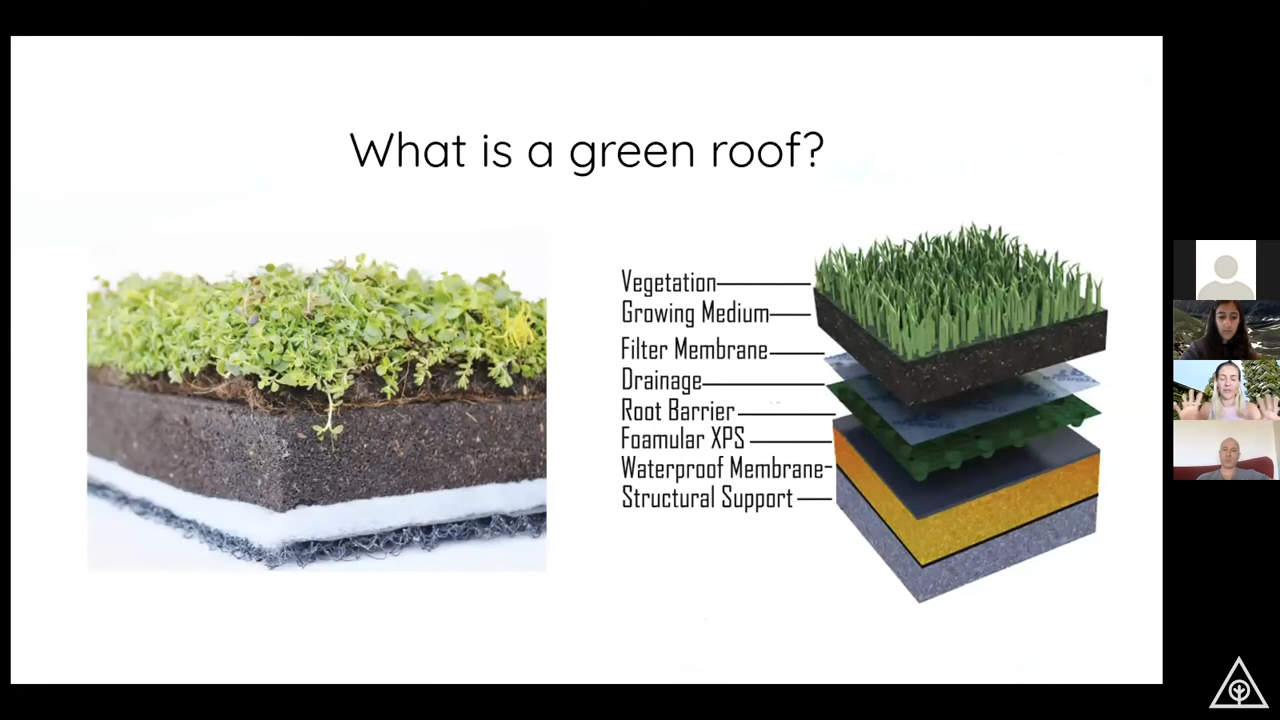 What is a green roof?
Vegetation
Growing Medium
Filter Membrane
Drainage
Root Barrier
Foamular XPS
Waterproof Membrane
Structural Support